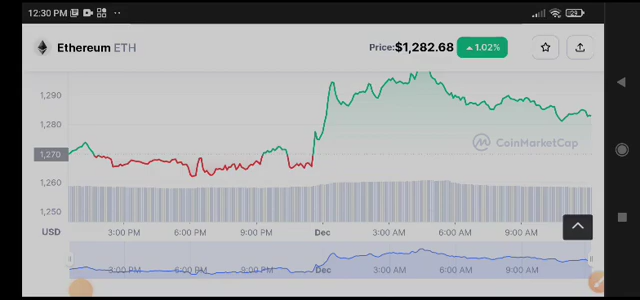 12:30 PM
Ethereum ETH
Price: $1,282.68 1.02%
1,290
1,280
1,270
CoinMarketCap
1,260
1,250
USD 3:00 PM 6:00 PM 9:00 PM Dec 3:00 AM 6:00 AM 9:00 AM
3:00 PM 6:00 PM 9:00 PM Dec 3:00 AM 6:00 AM 9:00 AM